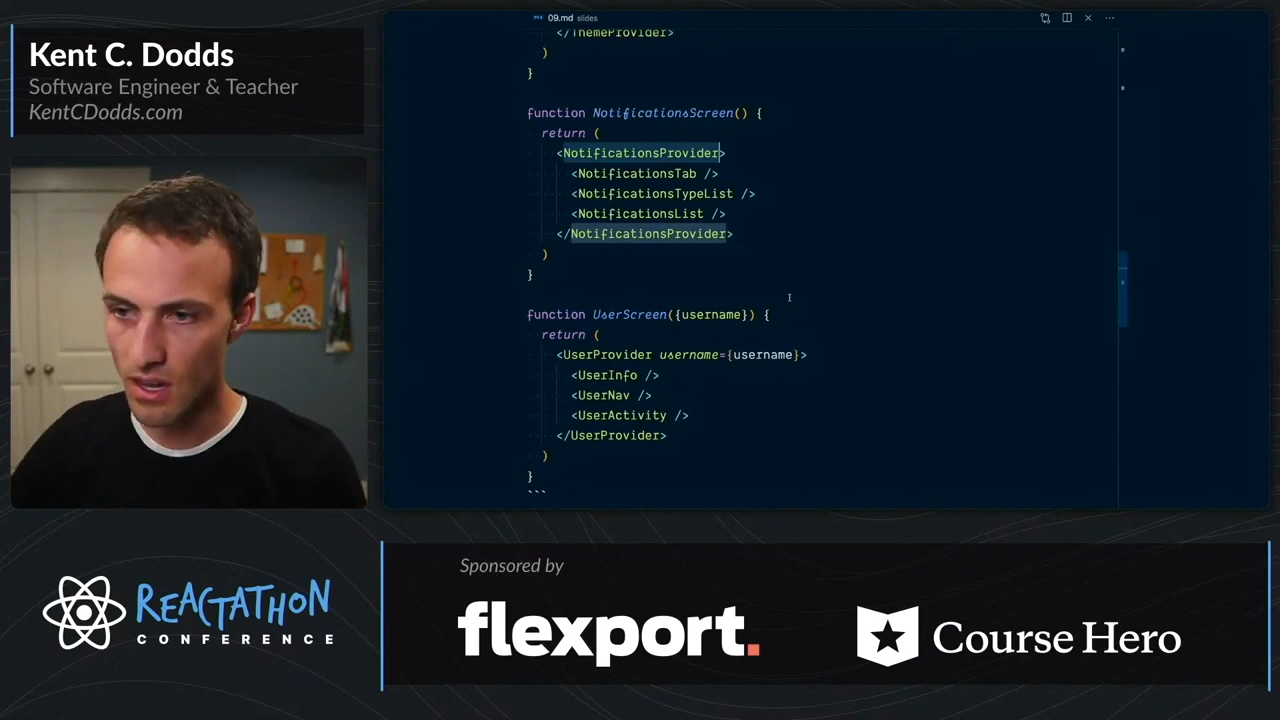 Kent C. Dodds
Software Engineer & Teacher
KentCDodds.com
09.md slides
</ThemeProvider>
)
}
function NotificationsScreen() {
return (
<NotificationsProvider>
<NotificationsTab />
<NotificationsTypeList />
<NotificationsList />
</NotificationsProvider>
)
}
function UserScreen({username}) {
return (
<UserProvider username={username}>
<UserInfo />
<UserNav />
<UserActivity />
</UserProvider>
)
}
```
REACTATHON
CONFERENCE
Sponsored by
flexport.
Course Hero